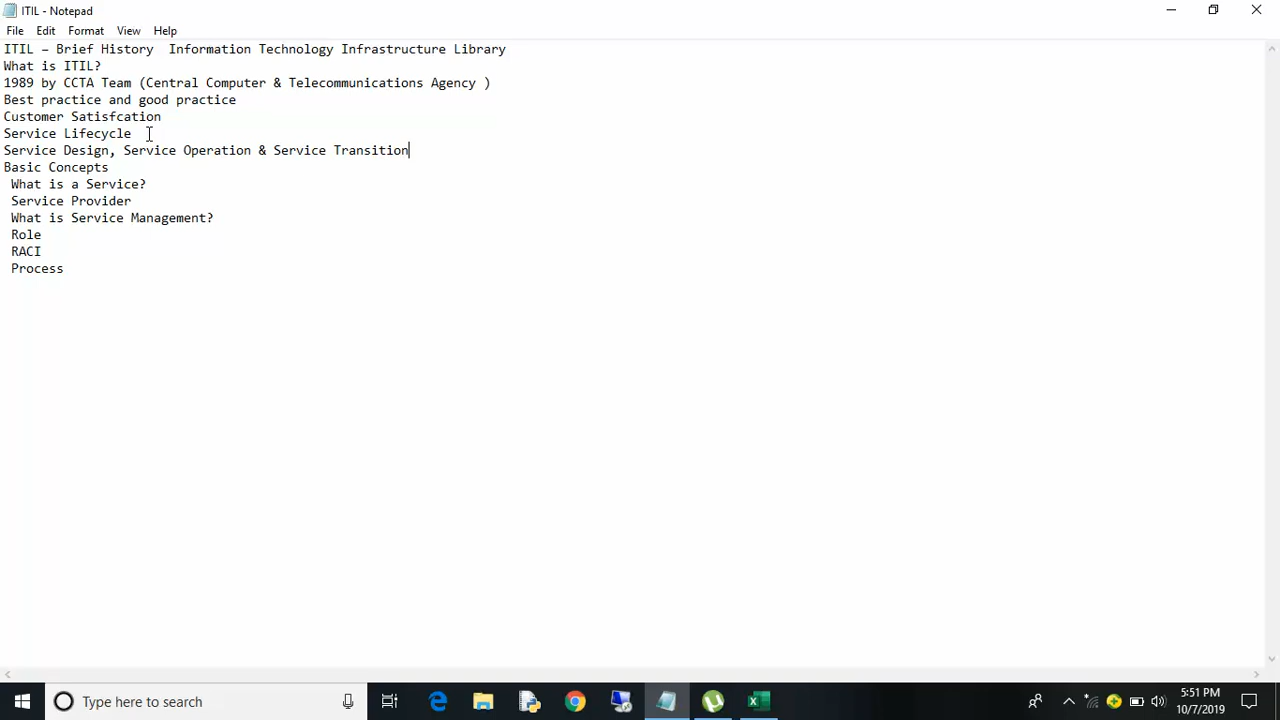 ITIL - Notepad
File Edit Format View Help
ITIL – Brief History  Information Technology Infrastructure Library
What is ITIL?
1989 by CCTA Team (Central Computer & Telecommunications Agency )
Best practice and good practice
Customer Satisfcation
Service Lifecycle
Service Design, Service Operation & Service Transition
Basic Concepts
What is a Service?
Service Provider
What is Service Management?
Role
RACI
Process
Type here to search
5:51 PM
10/7/2019